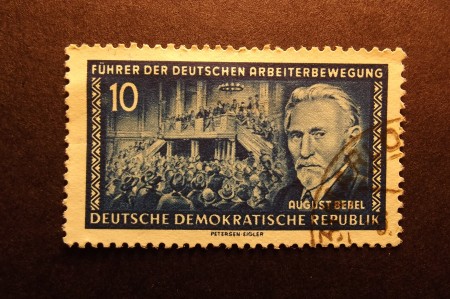 FÜHRER DER DEUTSCHEN ARBEITERBEWEGUNG
10
AUGUST BEBEL
DEUTSCHE DEMOKRATISCHE REPUBLIK
PETERSEN-EIGLER